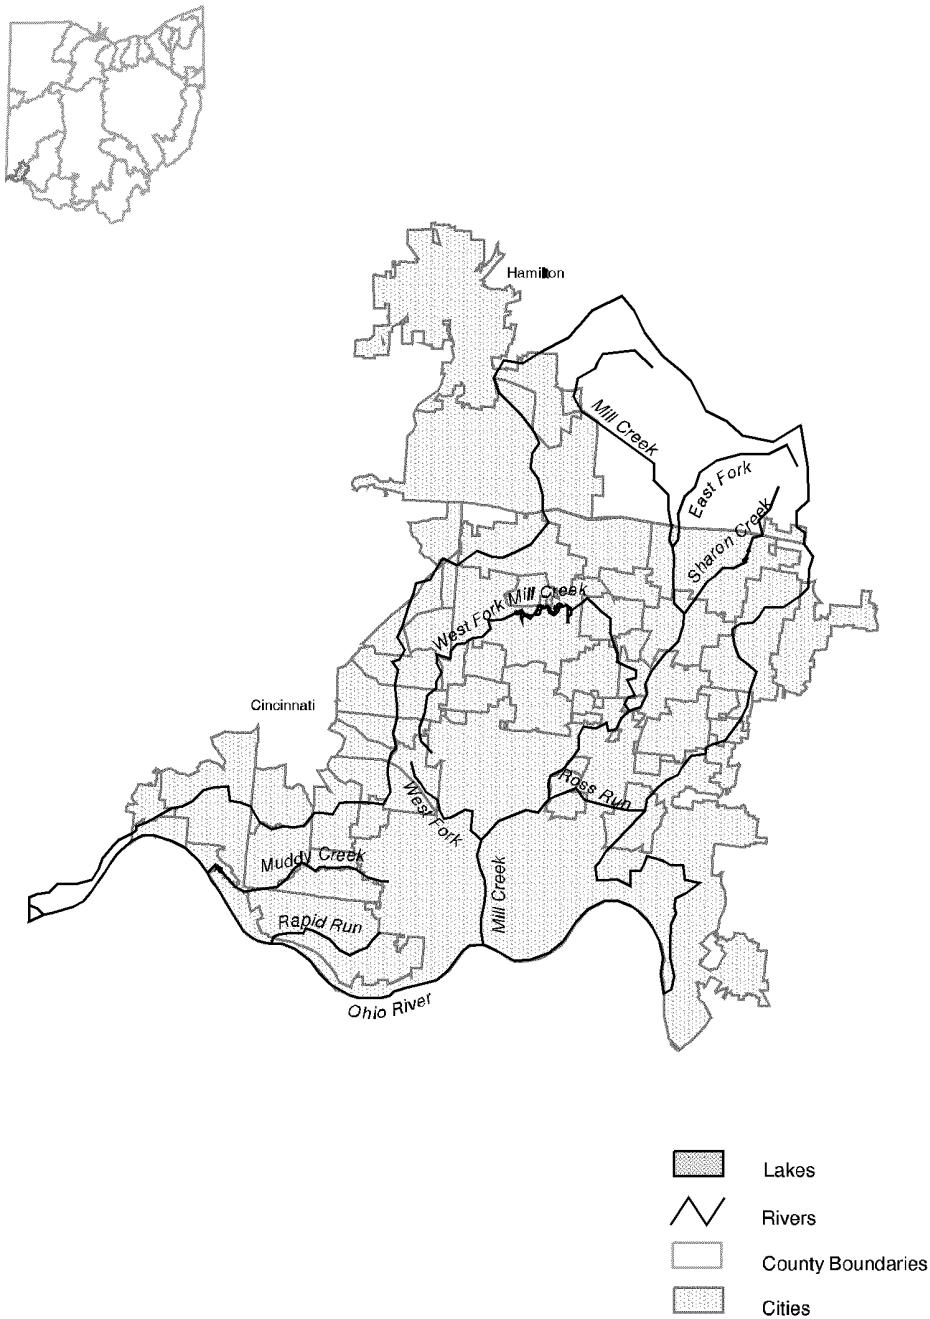 Hamilton
Mill Creek
East Fork
Sharon Creek
West Fork Mill Creek
Cincinnati
Ross Run
West Fork
Muddy Creek
Mill Creek
Rapid Run
Ohio River
Lakes
Rivers
County Boundaries
Cities